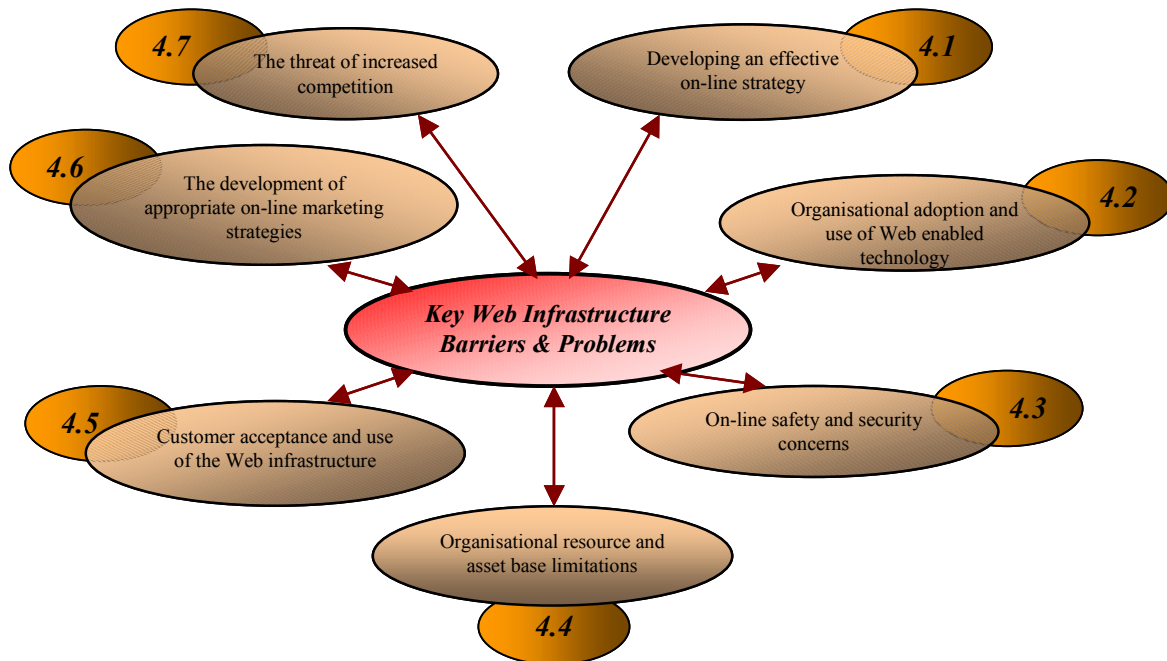 4.7
The threat of increased
competition
4.1
Developing an effective
on-line strategy
4.6
The development of
appropriate on-line marketing
strategies
4.2
Organisational adoption and
use of Web enabled
technology
Key Web Infrastructure
Barriers & Problems
4.5
Customer acceptance and use
of the Web infrastructure
4.3
On-line safety and security
concerns
Organisational resource and
asset base limitations
4.4